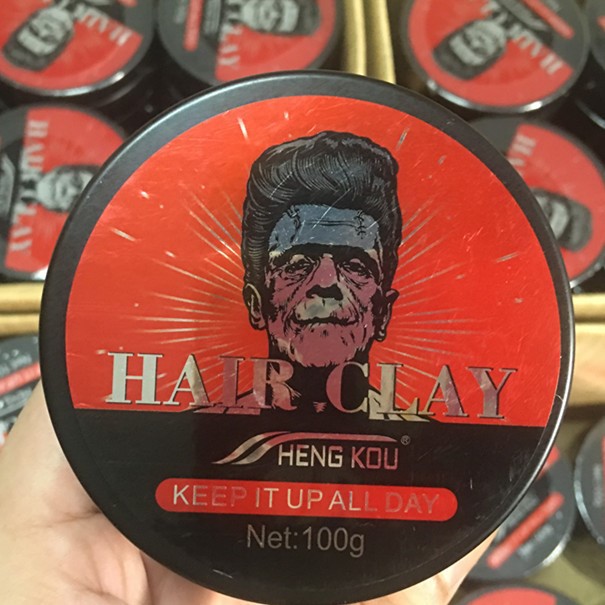 HAIR CLAY
HENG KOU®
KEEP IT UP ALL DAY
Net:100g